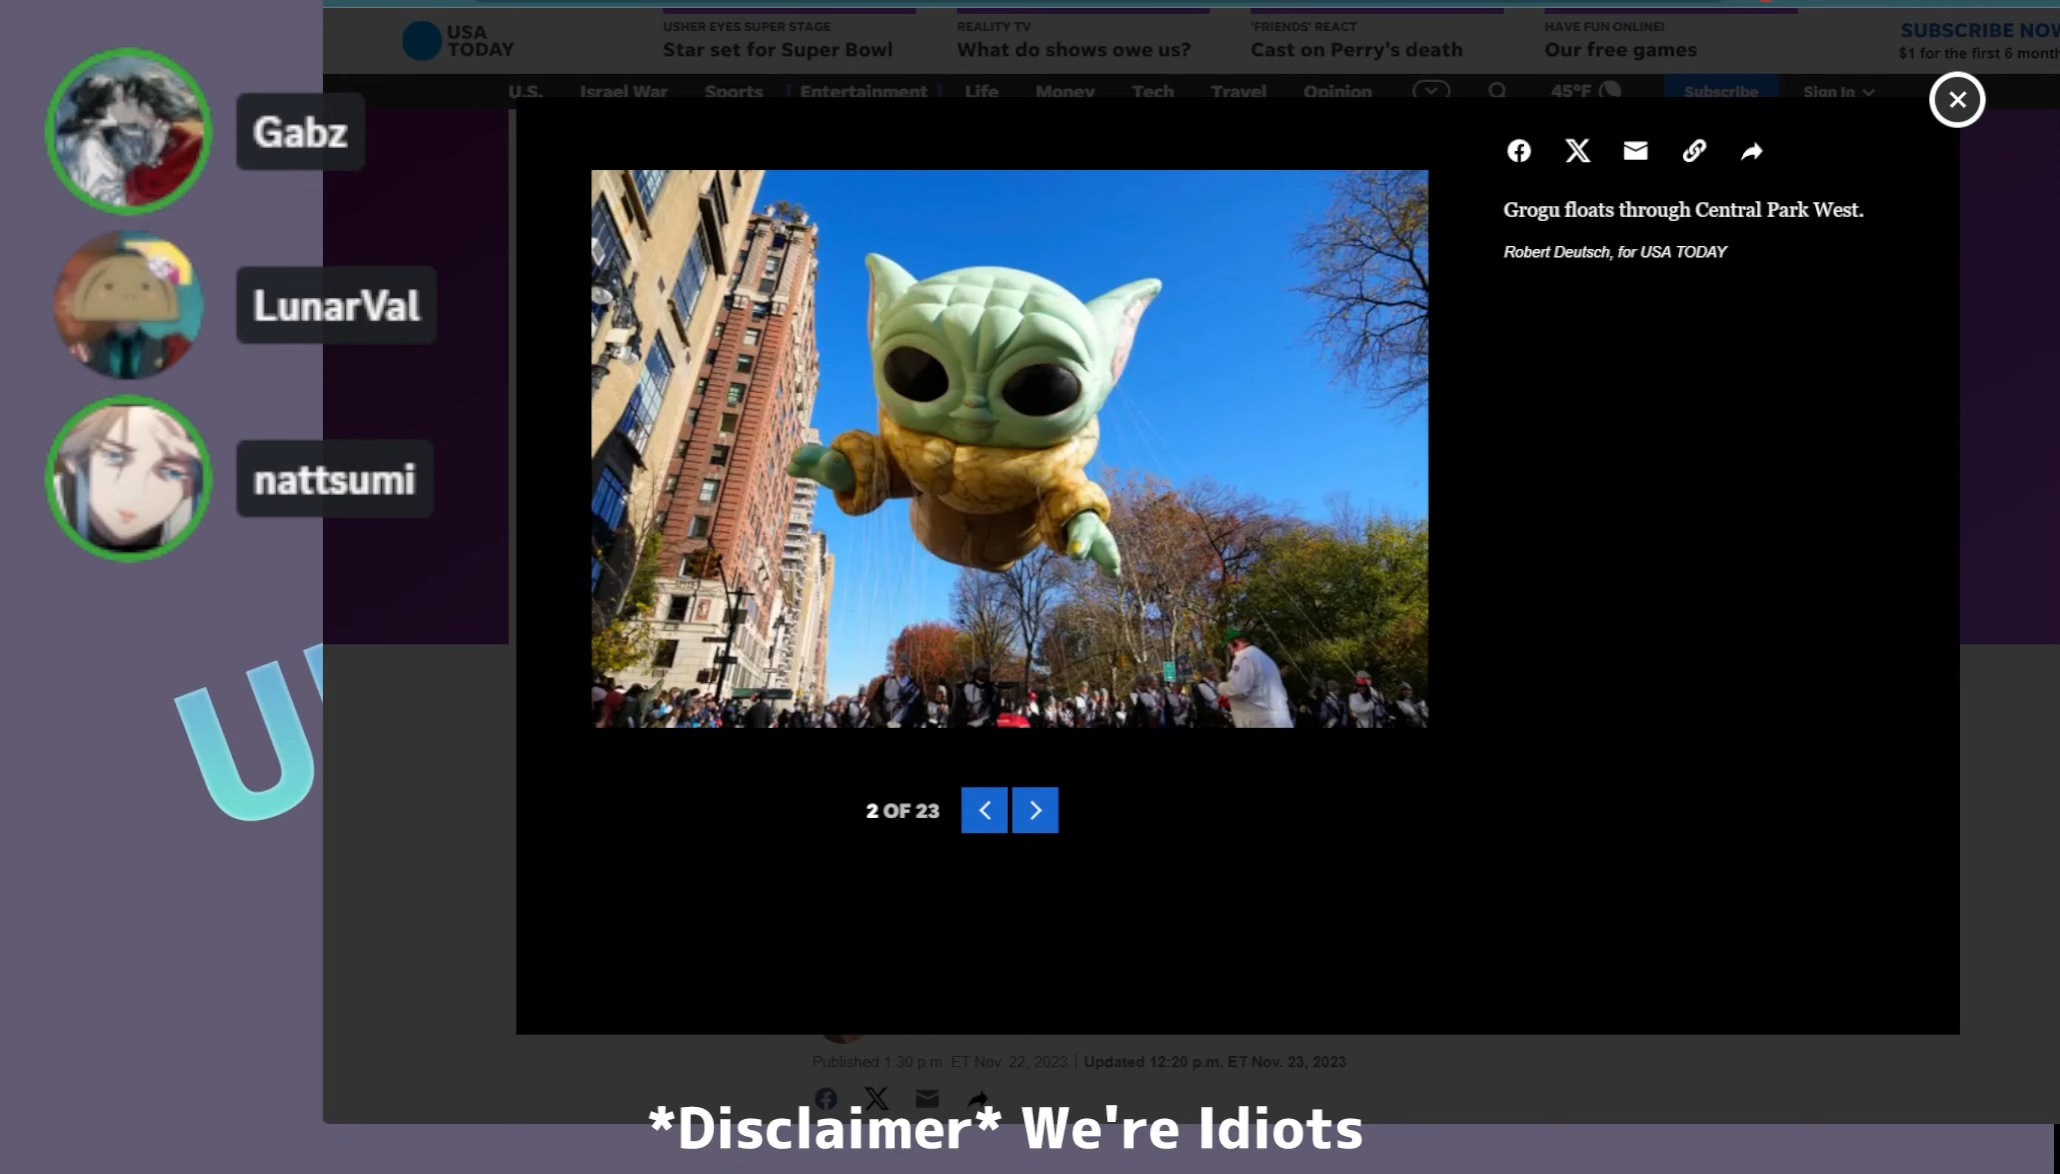 USA
TODAY
USHER EYES SUPER STAGE
Star set for Super Bowl
REALITY TV
What do shows owe us?
'FRIENDS' REACT
Cast on Perry's death
HAVE FUN ONLINE!
Our free games
SUBSCRIBE NOW
$1 for the first 6 month
U.S. Israel War Sports Entertainment Life Money Tech Travel Opinion 45°F Subscribe Sign In
Gabz
LunarVal
nattsumi
Grogu floats through Central Park West.
Robert Deutsch, for USA TODAY
2 OF 23
U
Published 1:30 p.m. ET Nov. 22, 2023 | Updated 12:20 p.m. ET Nov. 23, 2023
*Disclaimer* We're Idiots